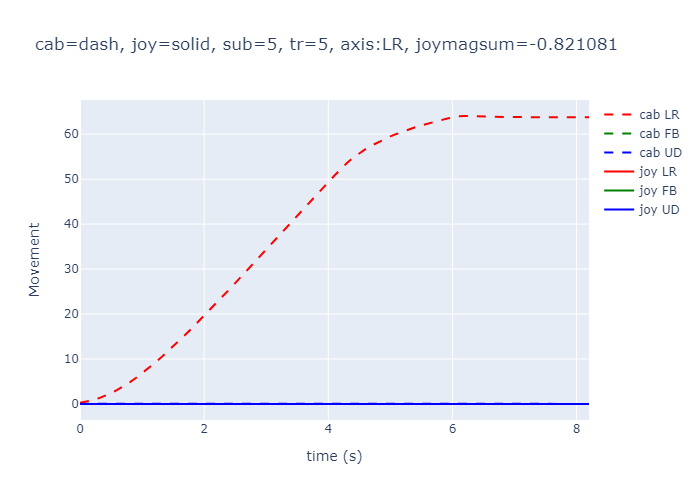 cab=dash, joy=solid, sub=5, tr=5, axis:LR, joymagsum=-0.821081
cab LR
cab FB
cab UD
joy LR
joy FB
joy UD
Movement
60
50
40
30
20
10
0
0 2 4 6 8
time (s)